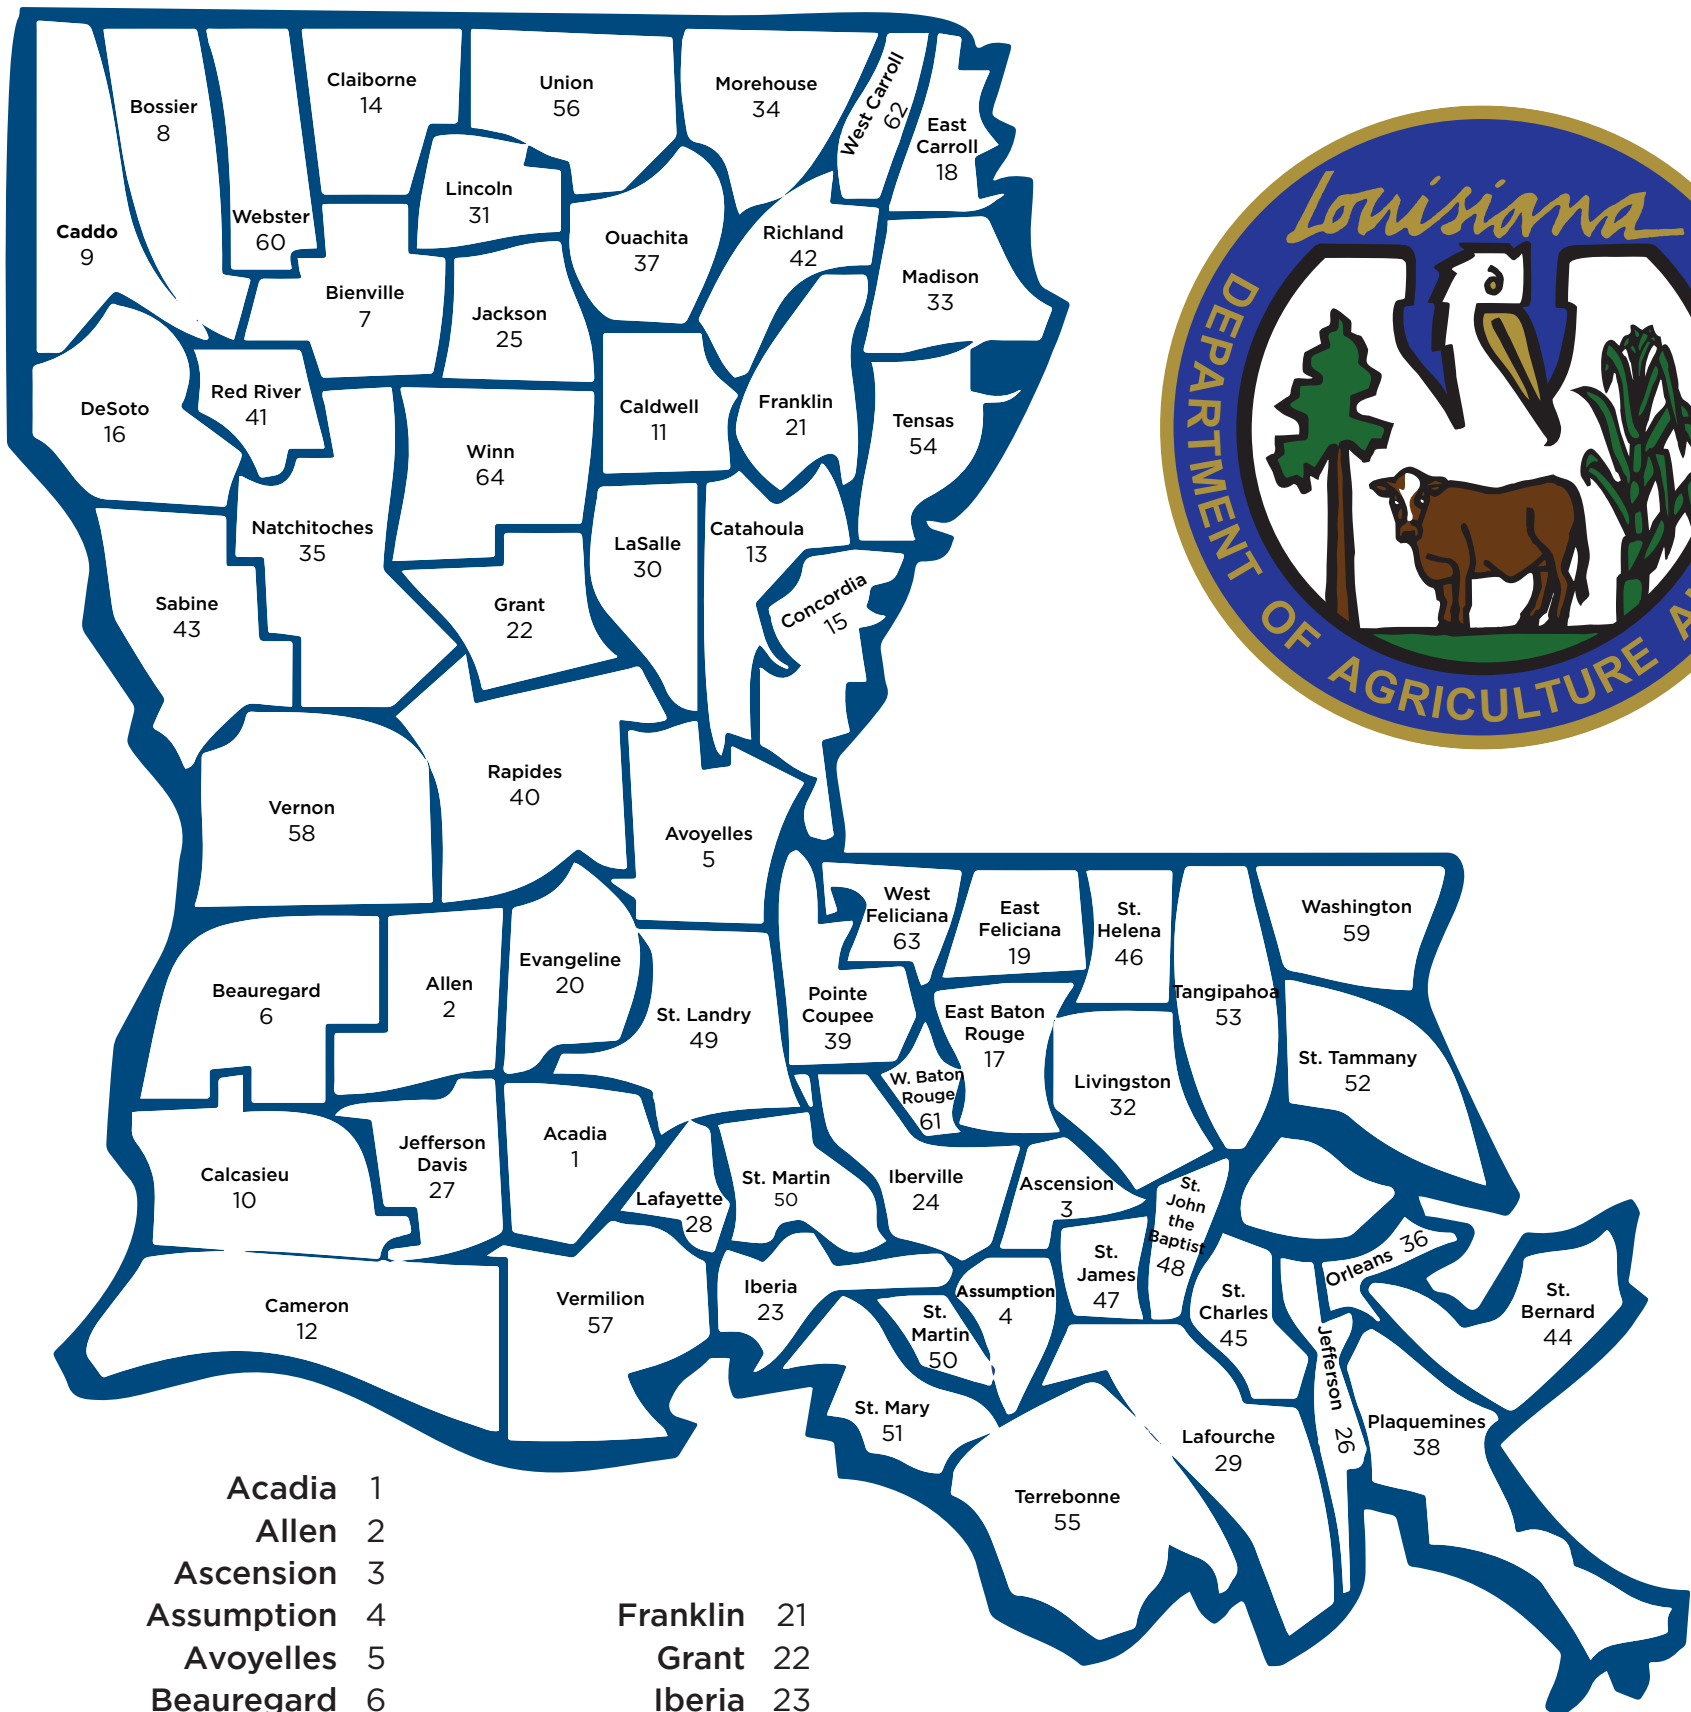 Claiborne
14
Union
56
Morehouse
34
West Carroll
62
East
Carroll
18
Bossier
8
Webster
60
Caddo
9
Lincoln
31
Ouachita
37
Richland
42
Madison
33
Bienville
7
Jackson
25
Red River
41
DeSoto
16
Winn
64
Caldwell
11
Franklin
21
Tensas
54
Natchitoches
35
LaSalle
30
Catahoula
13
Concordia
15
Sabine
43
Grant
22
Rapides
40
Vernon
58
Avoyelles
5
West
Feliciana
63
East
Feliciana
19
St.
Helena
46
Washington
59
Tangipahoa
53
Beauregard
6
Allen
2
Evangeline
20
St. Landry
49
Pointe
Coupee
39
East Baton
Rouge
17
W. Baton
Rouge
61
Livingston
32
St. Tammany
52
Calcasieu
10
Jefferson
Davis
27
Acadia
1
Lafayette
28
St. Martin
50
Iberville
24
Ascension
3
St.
John
the
Baptist
48
St.
James
47
Orleans 36
Cameron
12
Vermilion
57
Iberia
23
St.
Martin
50
Assumption
4
St.
Charles
45
Jefferson 26
St.
Bernard
44
St. Mary
51
Terrebonne
55
Lafourche
29
Plaquemines
38
Louisiana
DEPARTMENT OF AGRICULTURE
Acadia 1
Allen 2
Ascension 3
Assumption 4
Avoyelles 5
Beauregard 6
Franklin 21
Grant 22
Iberia 23